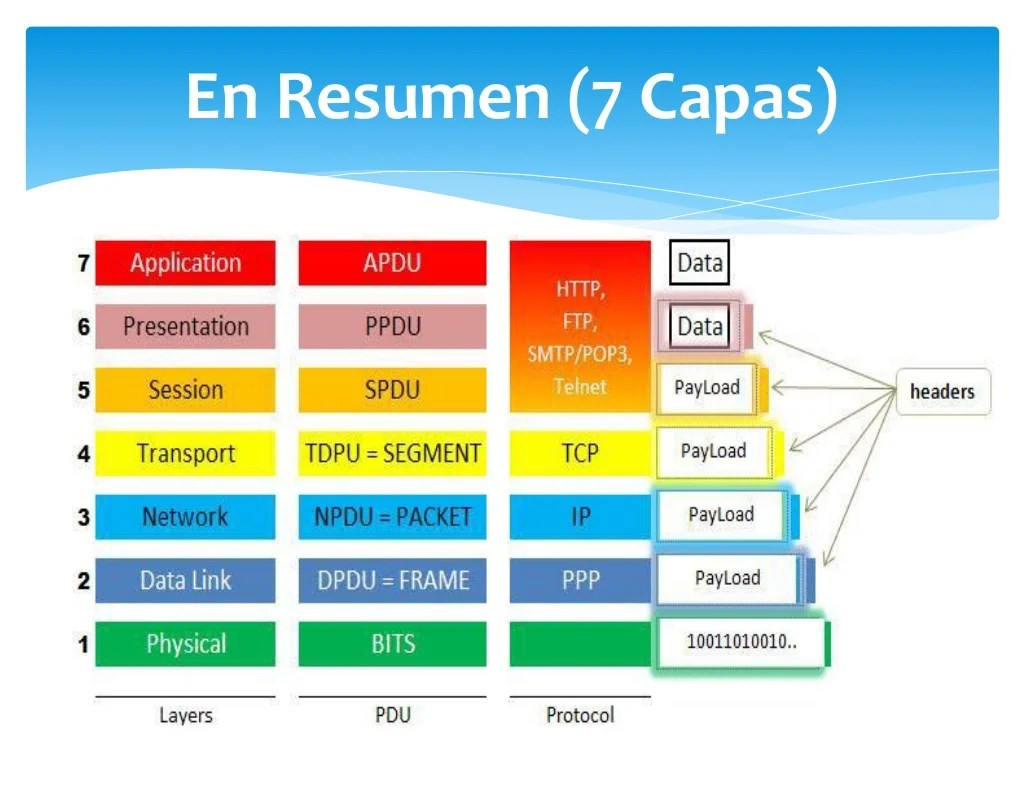 En Resumen (7 Capas)
7 Application APDU HTTP, Data
6 Presentation PPDU FTP, Data
SMTP/POP3,
5 Session SPDU Telnet PayLoad headers
4 Transport TDPU = SEGMENT TCP PayLoad
3 Network NPDU = PACKET IP PayLoad
2 Data Link DPDU = FRAME PPP PayLoad
1 Physical BITS 10011010010..
Layers PDU Protocol